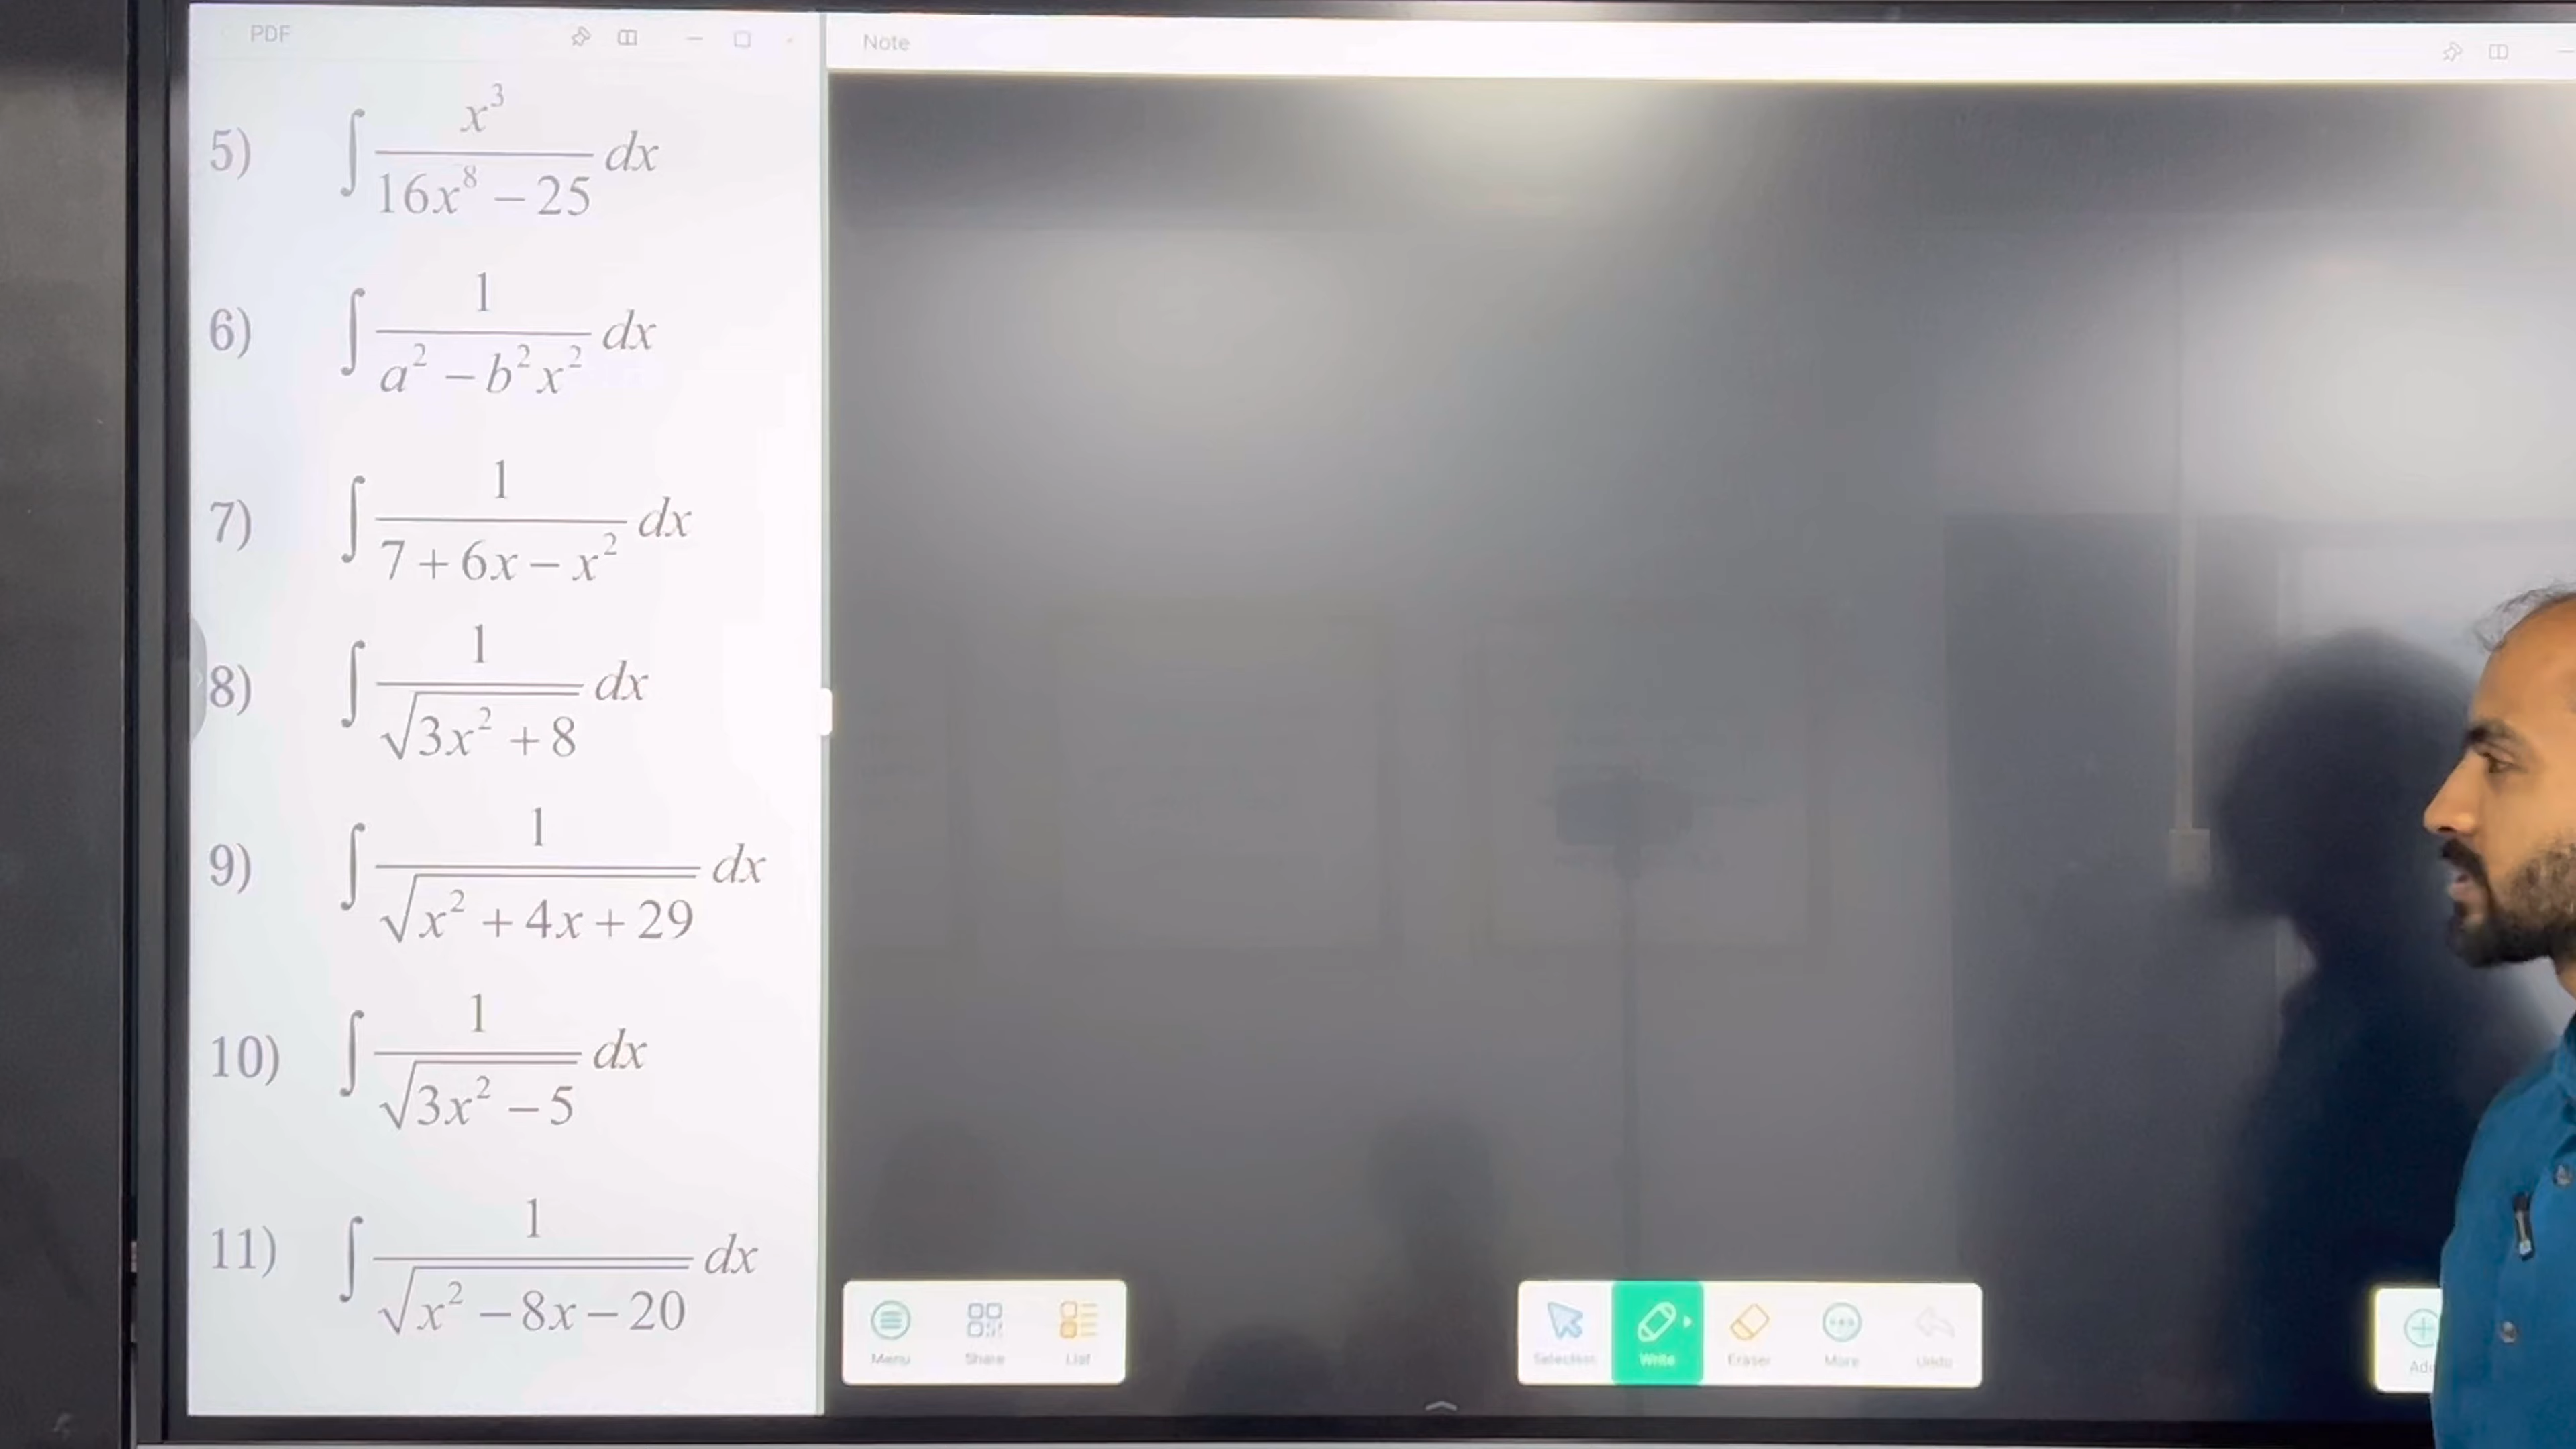 PDF
Note
5) ∫ x³ / (16x⁸ − 25) dx
6) ∫ 1 / (a² − b²x²) dx
7) ∫ 1 / (7 + 6x − x²) dx
8) ∫ 1 / √(3x² + 8) dx
9) ∫ 1 / √(x² + 4x + 29) dx
10) ∫ 1 / √(3x² − 5) dx
11) ∫ 1 / √(x² − 8x − 20) dx
Menu Share List Selection Write Eraser More Undo